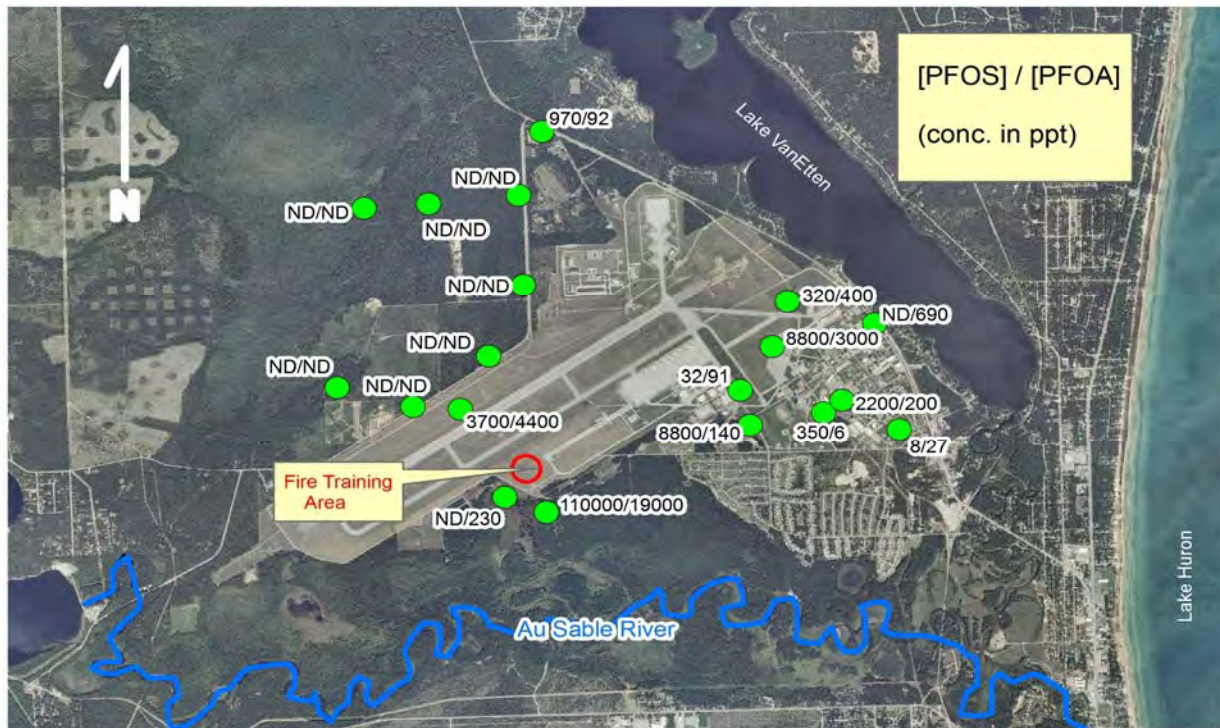 [PFOS] / [PFOA]
(conc. in ppt)
N
Lake VanEtten
970/92
ND/ND
ND/ND
ND/ND
ND/ND
320/400
ND/690
8800/3000
ND/ND
ND/ND
ND/ND
32/91
2200/200
3700/4400
8800/140
350/6
8/27
Fire Training
Area
ND/230
110000/19000
Au Sable River
Lake Huron